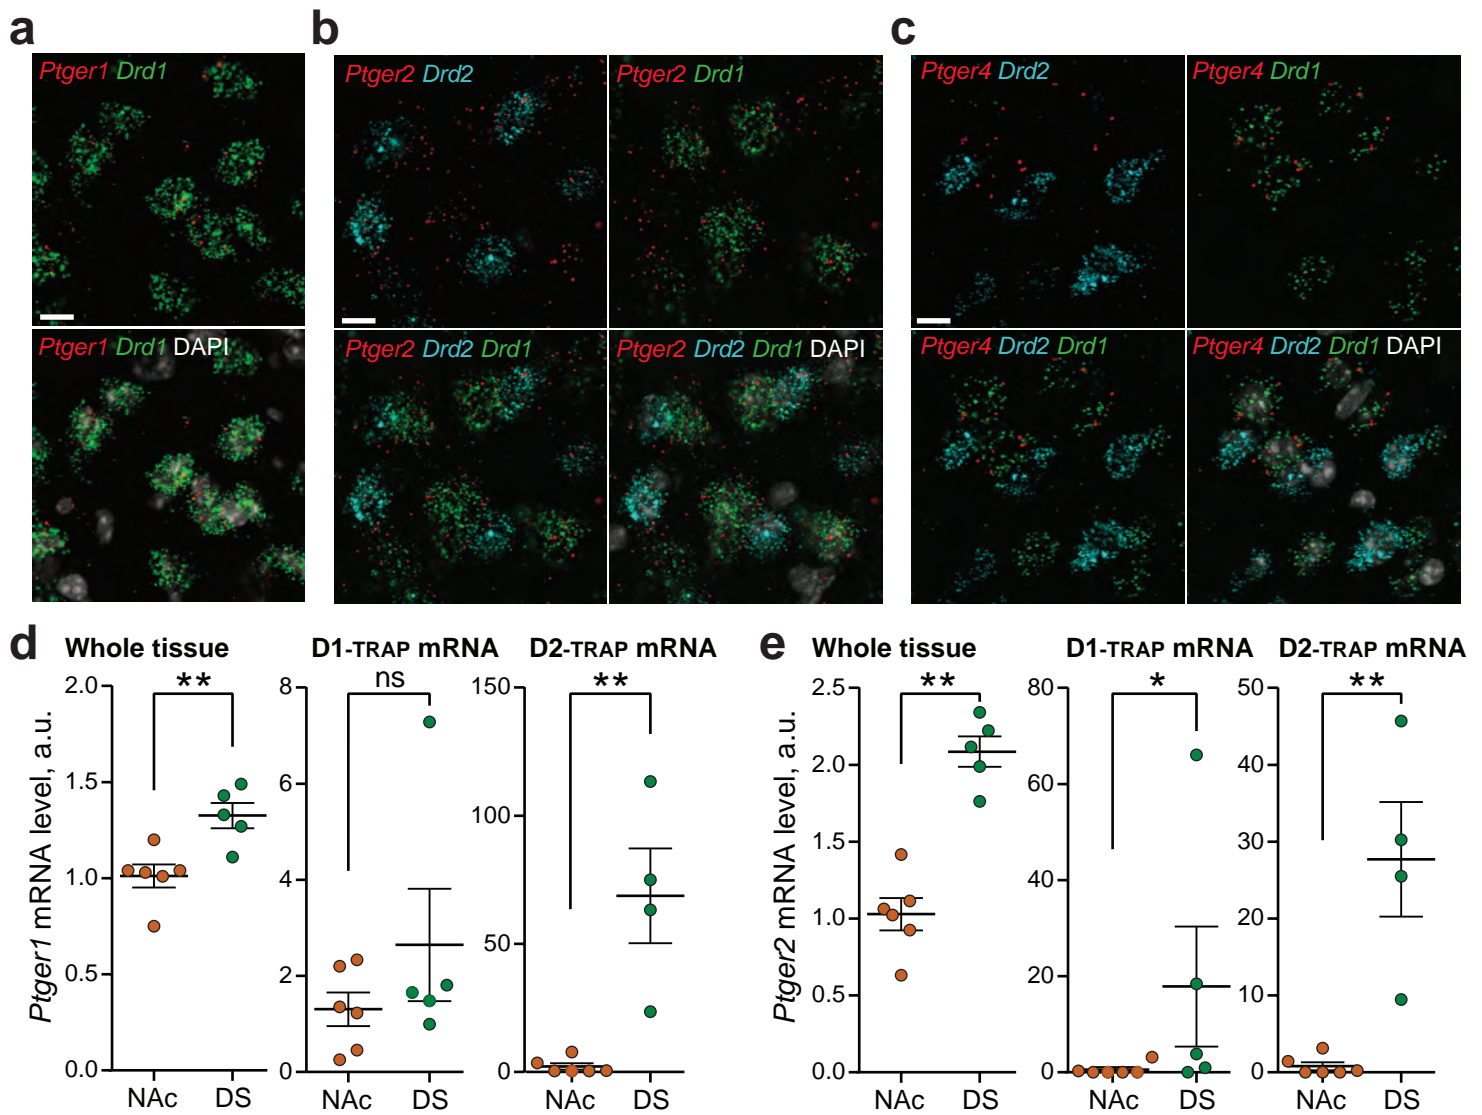 a
b
c
Ptger1 Drd1
Ptger2 Drd2
Ptger2 Drd1
Ptger4 Drd2
Ptger4 Drd1
Ptger1 Drd1 DAPI
Ptger2 Drd2 Drd1
Ptger2 Drd2 Drd1 DAPI
Ptger4 Drd2 Drd1
Ptger4 Drd2 Drd1 DAPI
d
Whole tissue
D1-TRAP mRNA
D2-TRAP mRNA
Ptger1 mRNA level, a.u.
2.0
1.5
1.0
0.5
0.0
**
NAc DS
8
6
4
2
0
ns
NAc DS
150
100
50
0
**
NAc DS
e
Whole tissue
D1-TRAP mRNA
D2-TRAP mRNA
Ptger2 mRNA level, a.u.
2.5
2.0
1.5
1.0
0.5
0.0
**
NAc DS
80
60
40
20
0
*
NAc DS
50
40
30
20
10
0
**
NAc DS